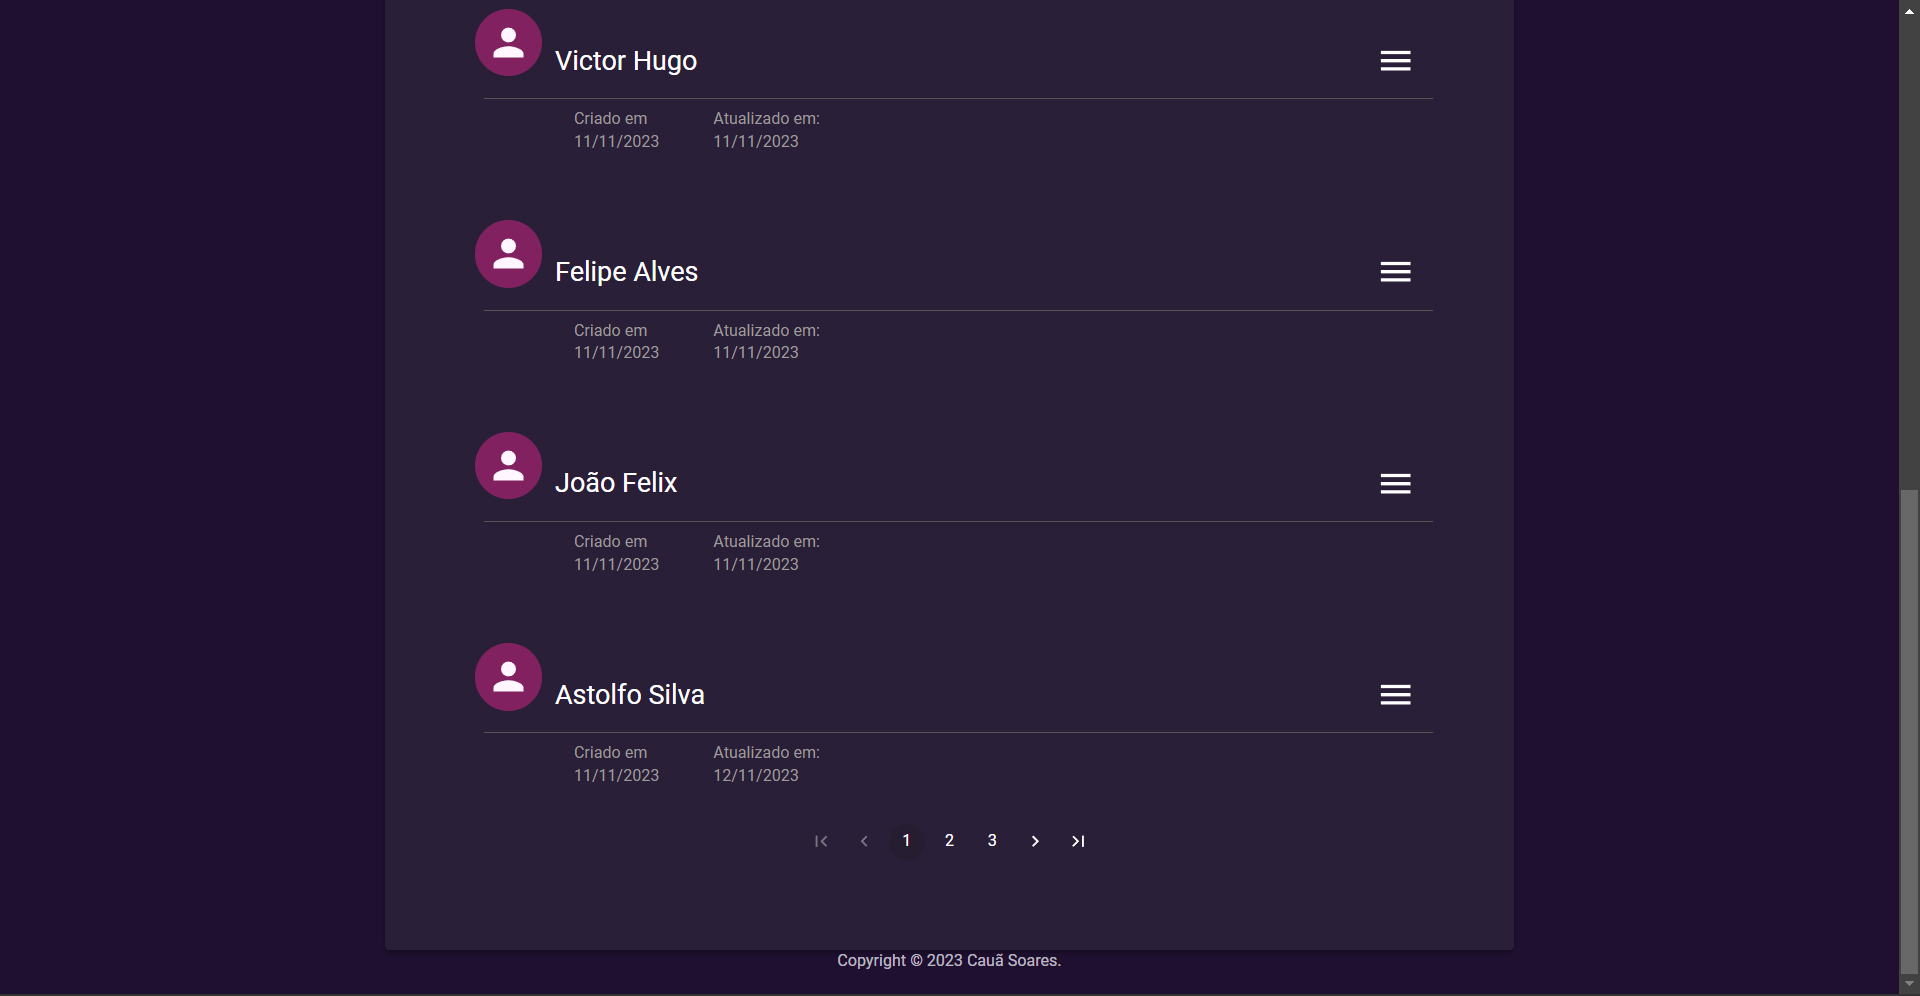 Victor Hugo
Criado em Atualizado em:
11/11/2023 11/11/2023
Felipe Alves
Criado em Atualizado em:
11/11/2023 11/11/2023
João Felix
Criado em Atualizado em:
11/11/2023 11/11/2023
Astolfo Silva
Criado em Atualizado em:
11/11/2023 12/11/2023
1 2 3
Copyright © 2023 Cauã Soares.